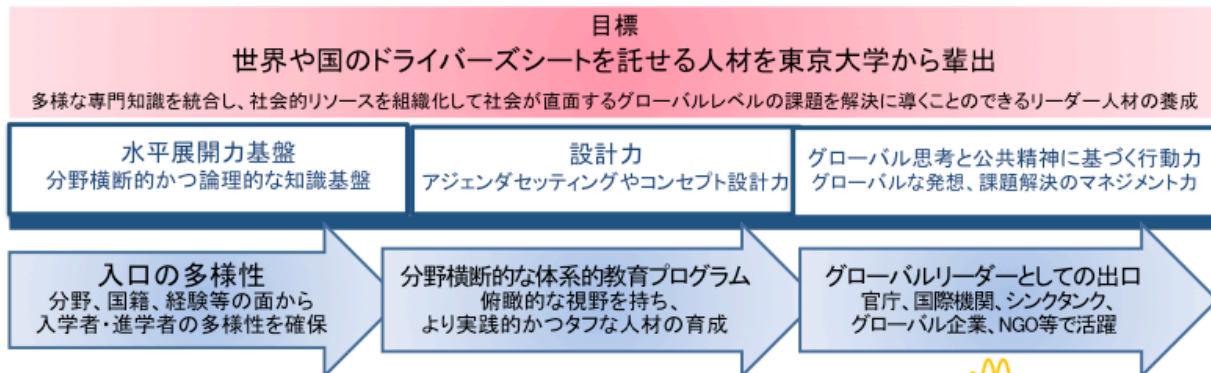 目標
世界や国のドライバーズシートを託せる人材を東京大学から輩出
多様な専門知識を統合し、社会的リソースを組織化して社会が直面するグローバルレベルの課題を解決に導くことのできるリーダー人材の養成
水平展開力基盤
分野横断的かつ論理的な知識基盤
設計力
アジェンダセッティングやコンセプト設計力
グローバル思考と公共精神に基づく行動力
グローバルな発想、課題解決のマネジメント力
入口の多様性
分野、国籍、経験等の面から
入学者・進学者の多様性を確保
分野横断的な体系的教育プログラム
俯瞰的な視野を持ち、
より実践的かつタフな人材の育成
グローバルリーダーとしての出口
官庁、国際機関、シンクタンク、
グローバル企業、NGO等で活躍